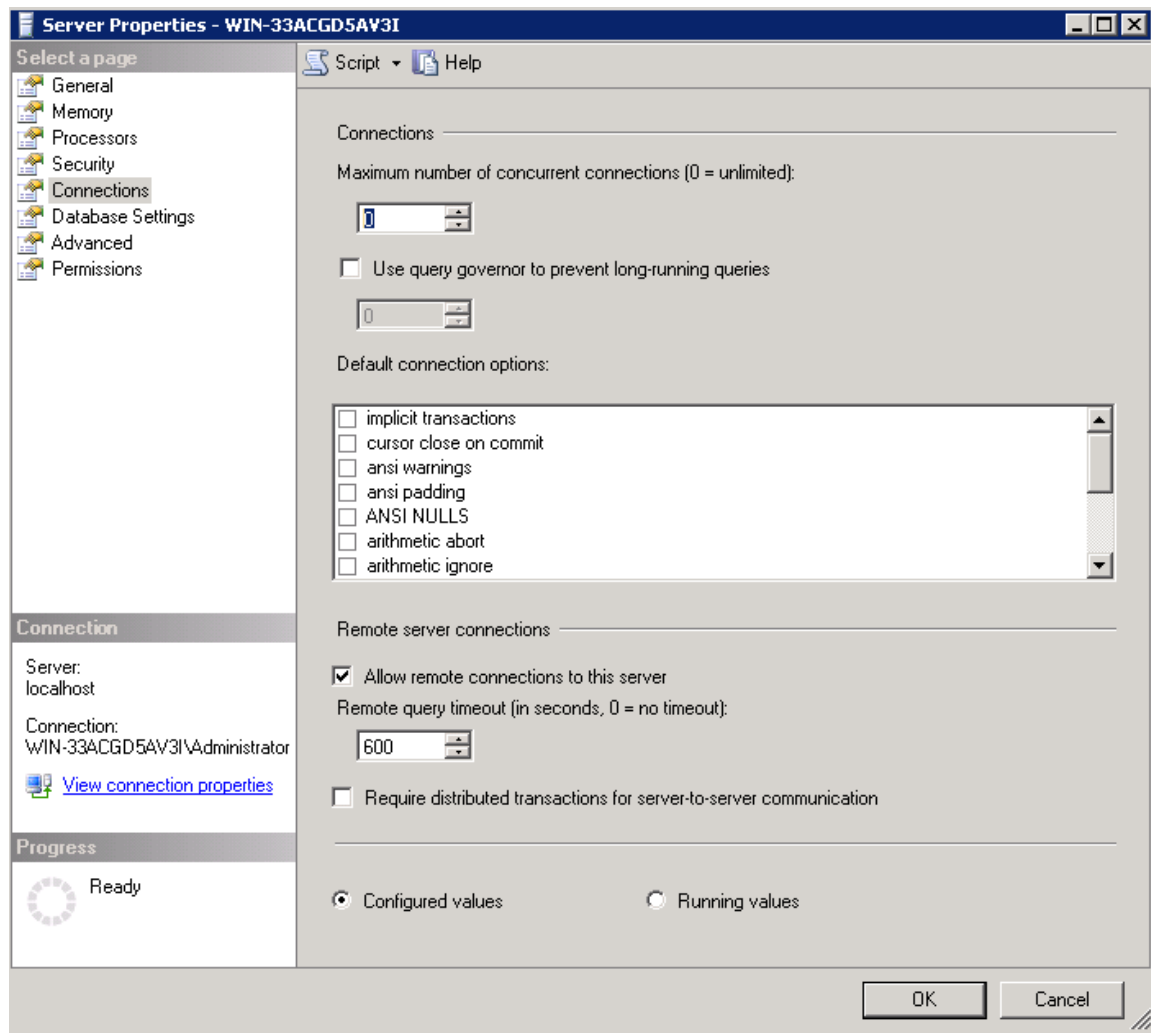 Server Properties - WIN-33ACGD5AV3I
Select a page
General
Memory
Processors
Security
Connections
Database Settings
Advanced
Permissions
Script
Help
Connections
Maximum number of concurrent connections (0 = unlimited):
0
Use query governor to prevent long-running queries
0
Default connection options:
implicit transactions
cursor close on commit
ansi warnings
ansi padding
ANSI NULLS
arithmetic abort
arithmetic ignore
Remote server connections
Allow remote connections to this server
Remote query timeout (in seconds, 0 = no timeout):
600
Require distributed transactions for server-to-server communication
Configured values
Running values
Connection
Server:
localhost
Connection:
WIN-33ACGD5AV3I\Administrator
View connection properties
Progress
Ready
OK
Cancel